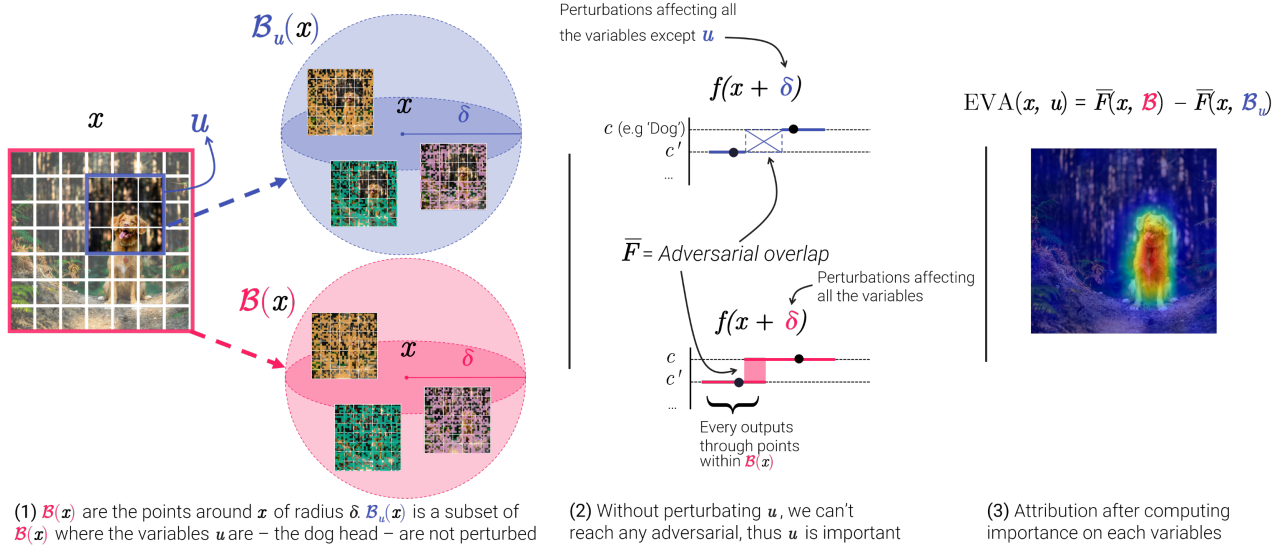 x
u
ℬu(x)
x
δ
ℬ(x)
x
δ
(1) ℬ(x) are the points around x of radius δ. ℬu(x) is a subset of
ℬ(x) where the variables u are – the dog head – are not perturbed
Perturbations affecting all
the variables except u
f(x + δ)
c (e.g 'Dog')
c'
...
F̅ = Adversarial overlap
Perturbations affecting
all the variables
f(x + δ)
c
c'
...
Every outputs
through points
within ℬ(x)
(2) Without perturbating u, we can't
reach any adversarial, thus u is important
EVA(x, u) = F̅(x, ℬ) − F̅(x, ℬu)
(3) Attribution after computing
importance on each variables